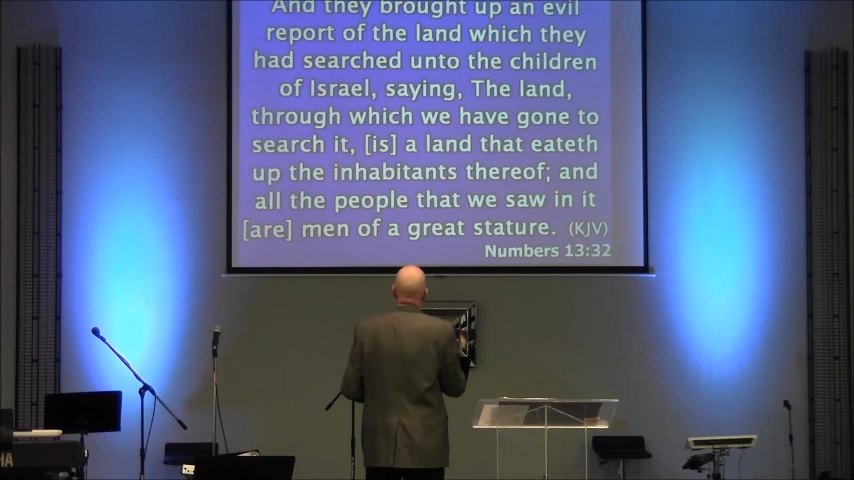 And they brought up an evil
report of the land which they
had searched unto the children
of Israel, saying, The land,
through which we have gone to
search it, [is] a land that eateth
up the inhabitants thereof; and
all the people that we saw in it
[are] men of a great stature. (KJV)
Numbers 13:32
HA